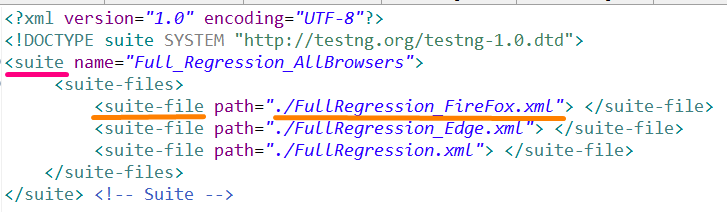 <?xml version="1.0" encoding="UTF-8"?>
<!DOCTYPE suite SYSTEM "http://testng.org/testng-1.0.dtd">
<suite name="Full_Regression_AllBrowsers">
<suite-files>
<suite-file path="./FullRegression_FireFox.xml"> </suite-file>
<suite-file path="./FullRegression_Edge.xml"> </suite-file>
<suite-file path="./FullRegression.xml"> </suite-file>
</suite-files>
</suite> <!-- Suite -->